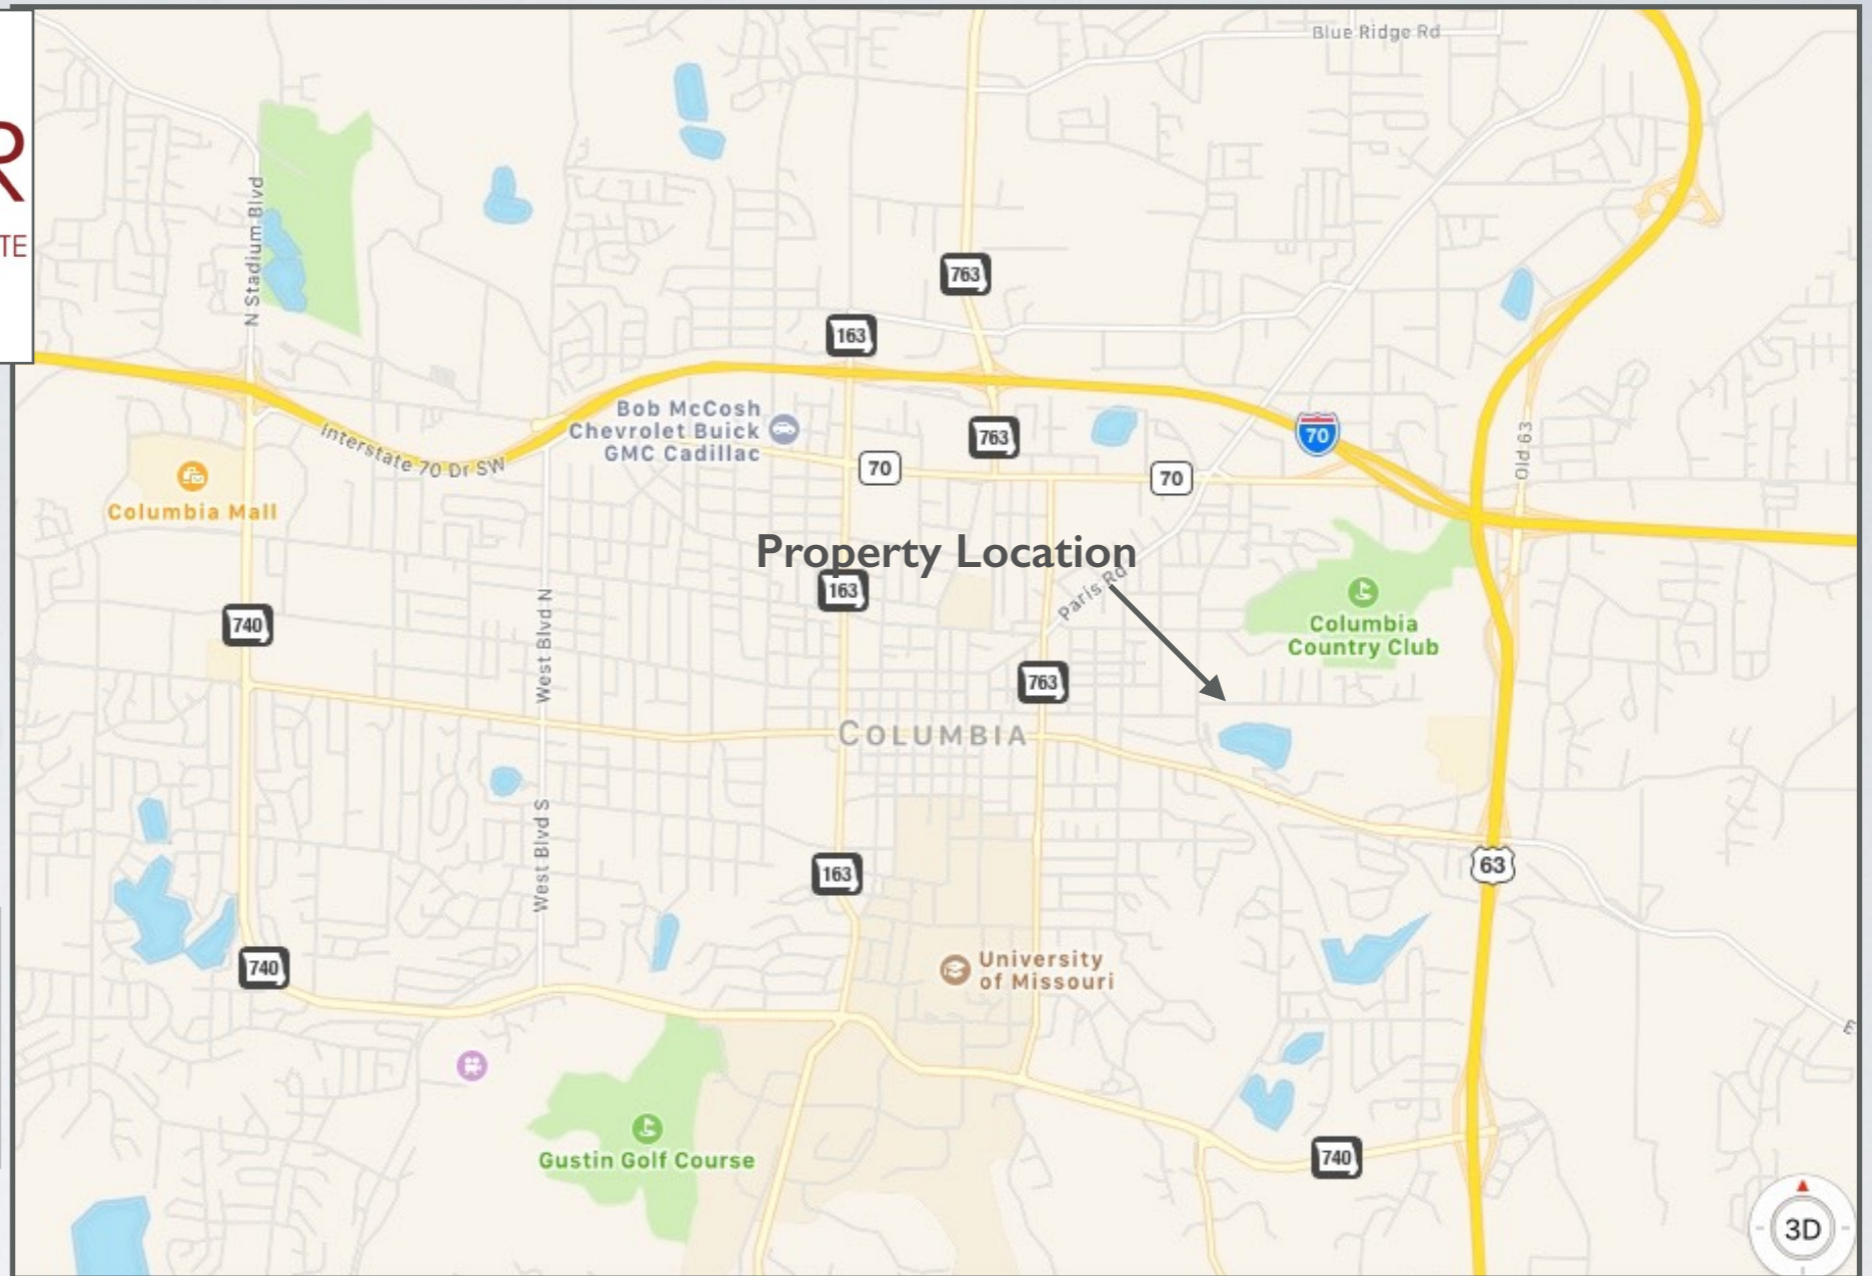 R
TE
Blue Ridge Rd
N Stadium Blvd
763
163
Bob McCosh
Chevrolet Buick
GMC Cadillac
763
70
Interstate 70 Dr SW
70
70
Old 63
Columbia Mall
Property Location
163
Paris Rd
740
West Blvd N
Columbia
Country Club
763
COLUMBIA
West Blvd S
163
63
740
University
of Missouri
E
Gustin Golf Course
740
3D